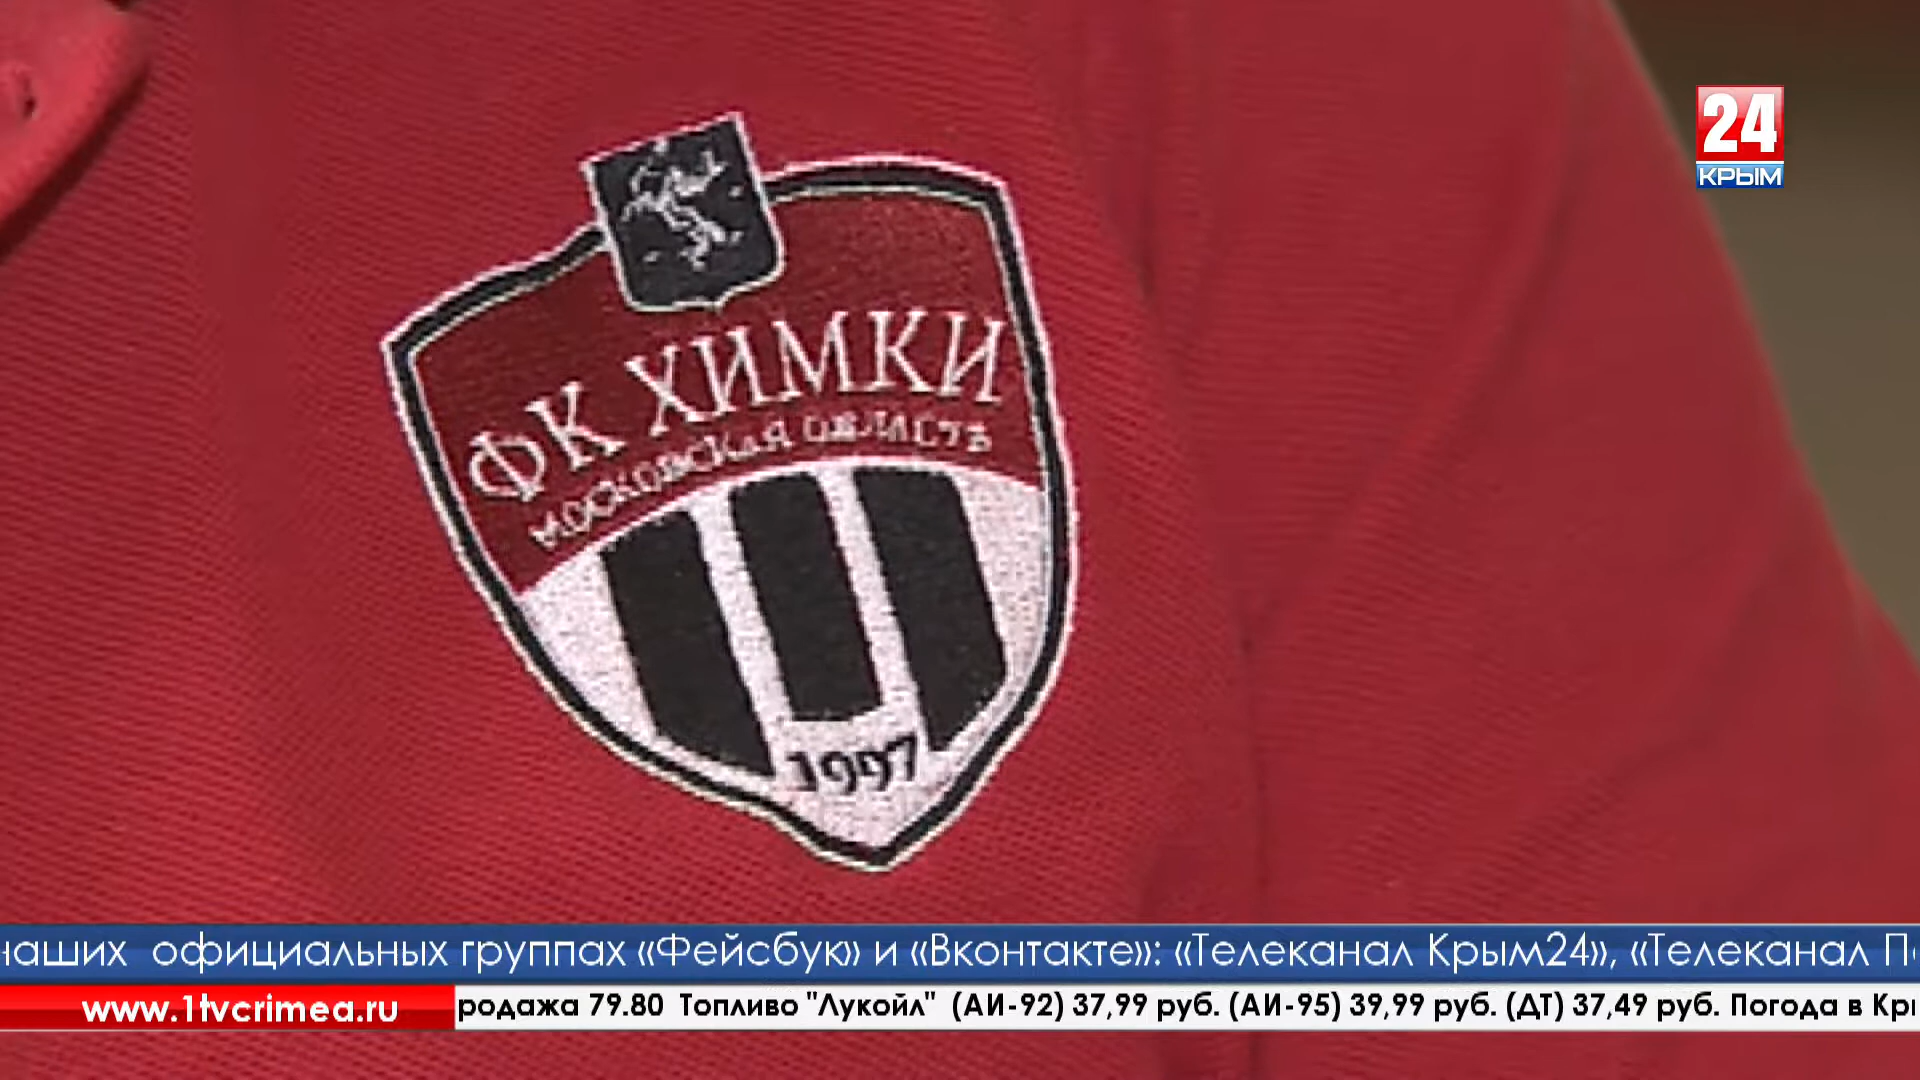 24
КРЫМ
ФК ХИМКИ
МОСКОВСКАЯ ОБЛАСТЬ
1997
наших официальных группах «Фейсбук» и «Вконтакте»: «Телеканал Крым24», «Телеканал П
www.1tvcrimea.ru
родажа 79.80 Топливо "Лукойл" (АИ-92) 37,99 руб. (АИ-95) 39,99 руб. (ДТ) 37,49 руб. Погода в Кры